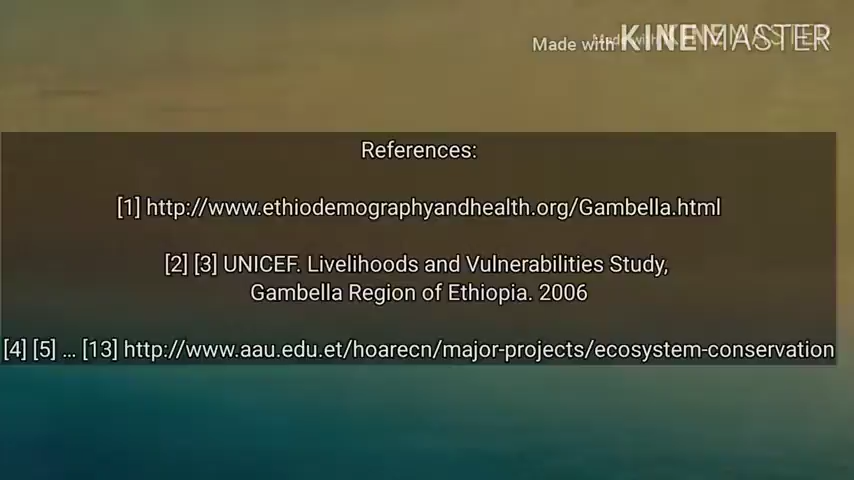 Made with KINEMASTER
References:
[1] http://www.ethiodemographyandhealth.org/Gambella.html
[2] [3] UNICEF. Livelihoods and Vulnerabilities Study,
Gambella Region of Ethiopia. 2006
[4] [5] ... [13] http://www.aau.edu.et/hoarecn/major-projects/ecosystem-conservation